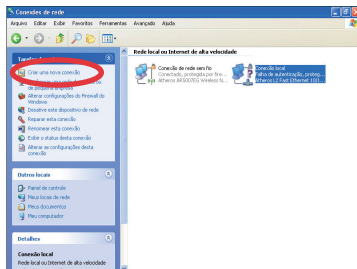 Conexões de rede
Arquivo Editar Exibir Favoritos Ferramentas Avançado Ajuda
Rede local ou Internet de alta velocidade
Criar uma nova conexão
de pequena empresa
Alterar configurações do Firewall do
Windows
Desative este dispositivo de rede
Reparar esta conexão
Renomear esta conexão
Exibir o status desta conexão
Alterar as configurações desta
conexão
Conexão de rede sem fio
Conectado, protegida por fire...
Atheros AR5007EG Wireless N...
Conexão local
Falha de autenticação, proteg...
Atheros L2 Fast Ethernet 10/1...
Outros locais
Painel de controle
Meus locais de rede
Meus documentos
Meu computador
Detalhes
Conexão local
Rede local ou Internet de alta velocidade